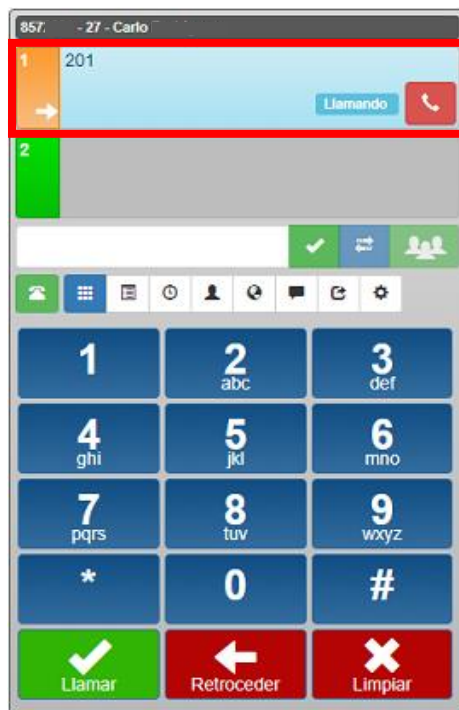 857. - 27 - Carlo
1 201
Llamando
2
1 2 3
abc def
4 5 6
ghi jkl mno
7 8 9
pqrs tuv wxyz
* 0 #
Llamar Retroceder Limpiar